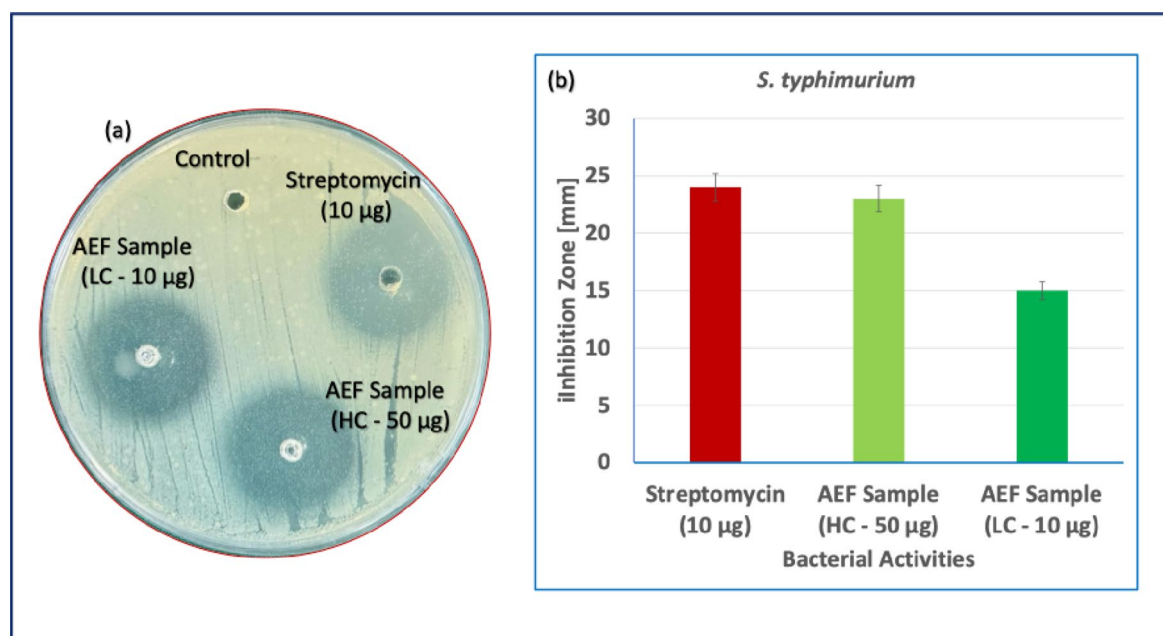 (a)
Control
Streptomycin
(10 µg)
AEF Sample
(LC - 10 µg)
AEF Sample
(HC - 50 µg)
(b)
S. typhimurium
iInhibition Zone [mm]
30
25
20
15
10
5
0
Streptomycin
(10 µg)
AEF Sample
(HC - 50 µg)
AEF Sample
(LC - 10 µg)
Bacterial Activities